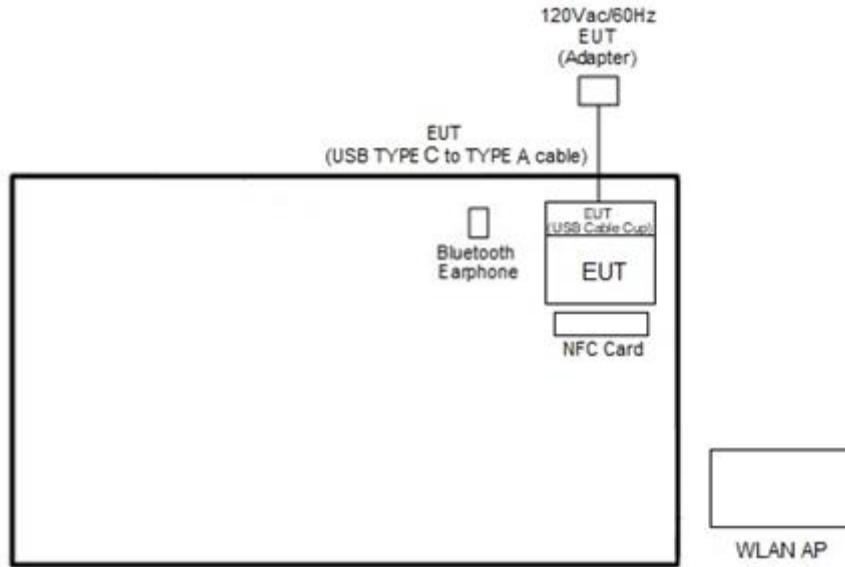 120Vac/60Hz
EUT
(Adapter)
EUT
(USB TYPE C to TYPE A cable)
EUT
(USB Cable Cup)
EUT
Bluetooth
Earphone
NFC Card
WLAN AP